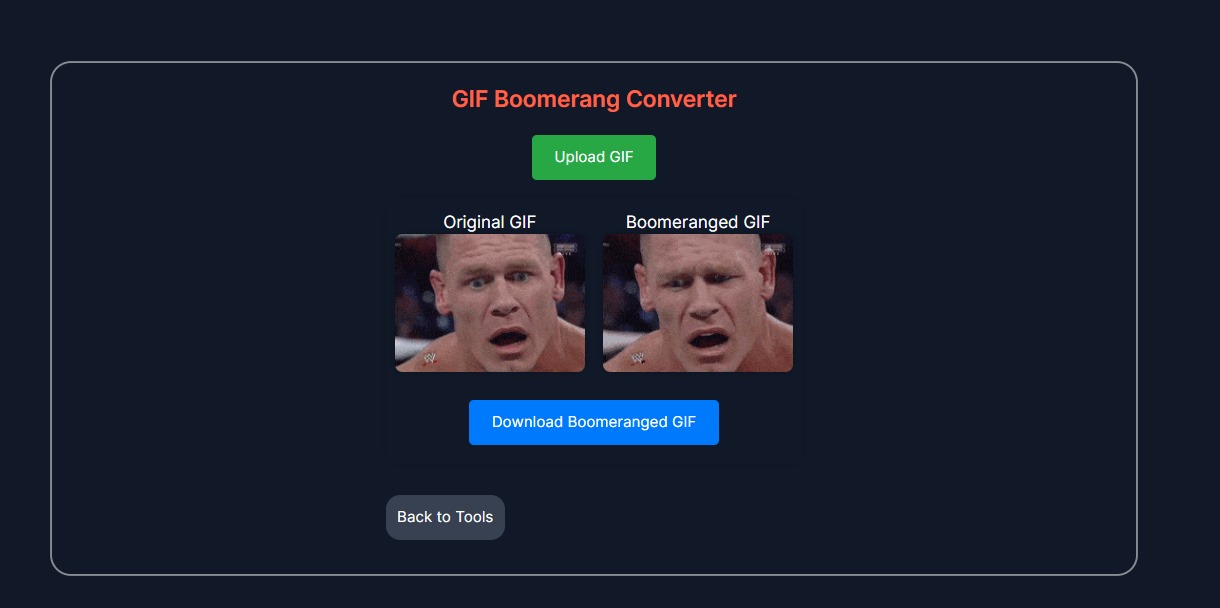 GIF Boomerang Converter
Upload GIF
Original GIF
Boomeranged GIF
Download Boomeranged GIF
Back to Tools